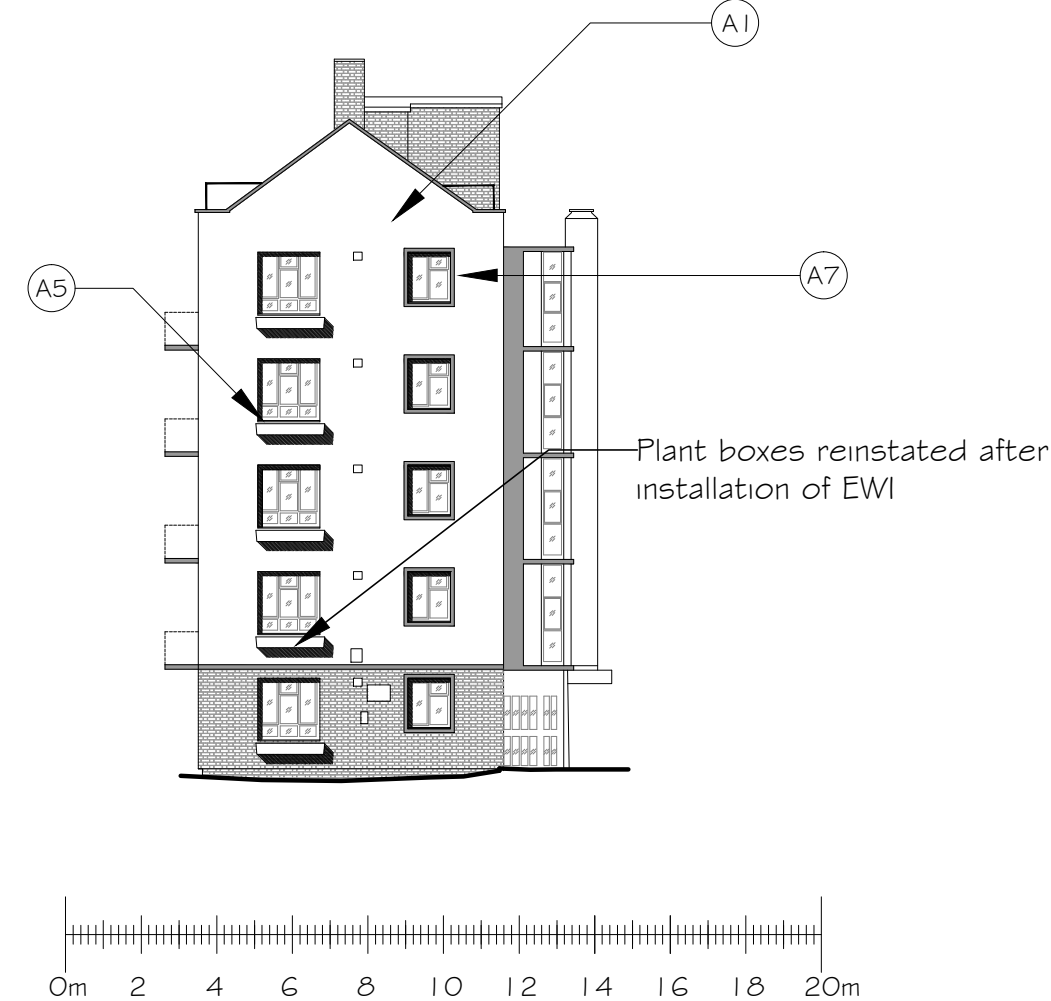 A1
A5
A7
Plant boxes reinstated after
installation of EWI
0m 2 4 6 8 10 12 14 16 18 20m